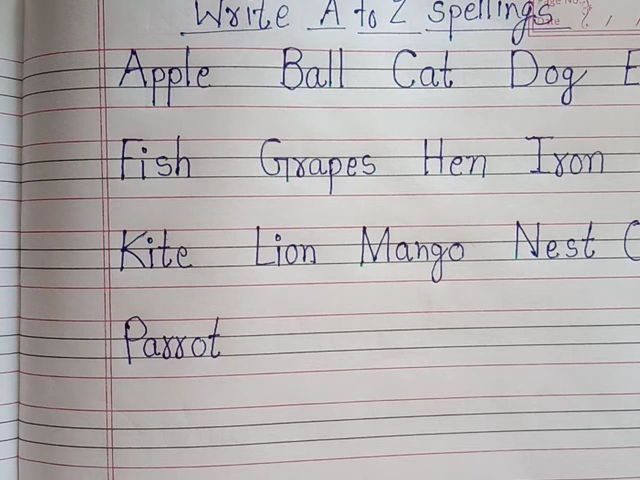 Write A to Z spellings
Apple Ball Cat Dog E
Fish Grapes Hen Iron
Kite Lion Mango Nest
Parrot